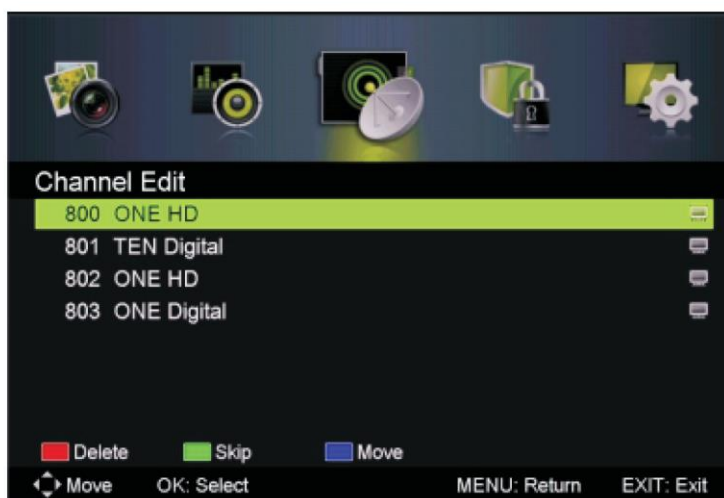 Channel Edit
800 ONE HD
801 TEN Digital
802 ONE HD
803 ONE Digital
Delete Skip Move
Move OK: Select MENU: Return EXIT: Exit